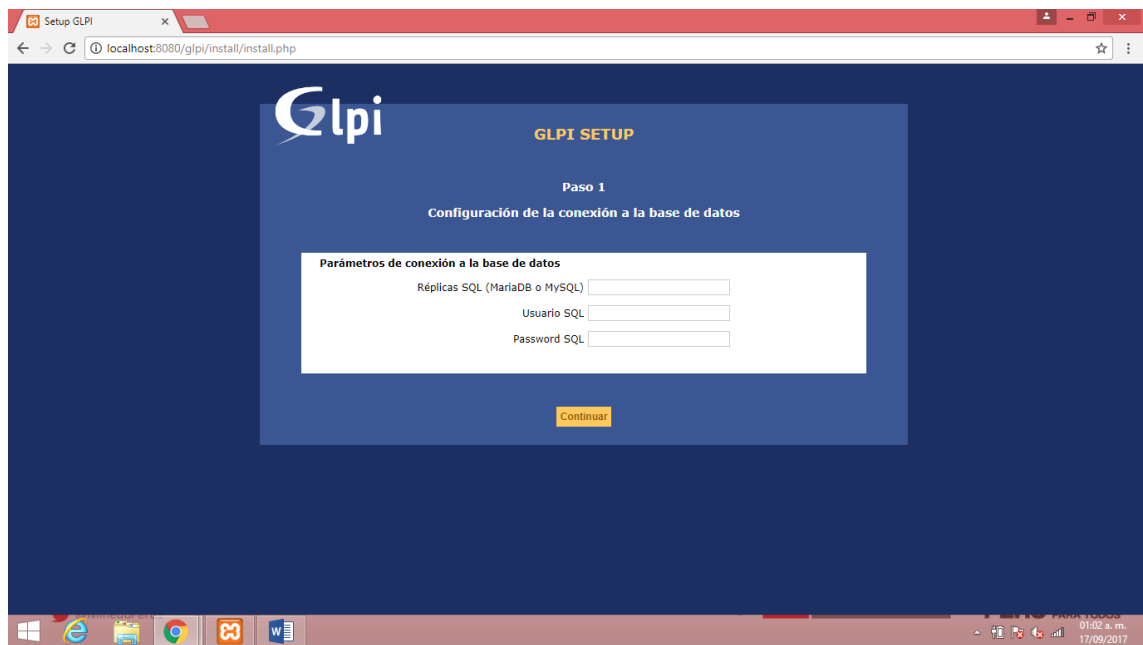 Setup GLPI
localhost:8080/glpi/install/install.php
Glpi
GLPI SETUP
Paso 1
Configuración de la conexión a la base de datos
Parámetros de conexión a la base de datos
Réplicas SQL (MariaDB o MySQL)
Usuario SQL
Password SQL
Continuar
PARA TODOS
01:02 a. m.
17/09/2017